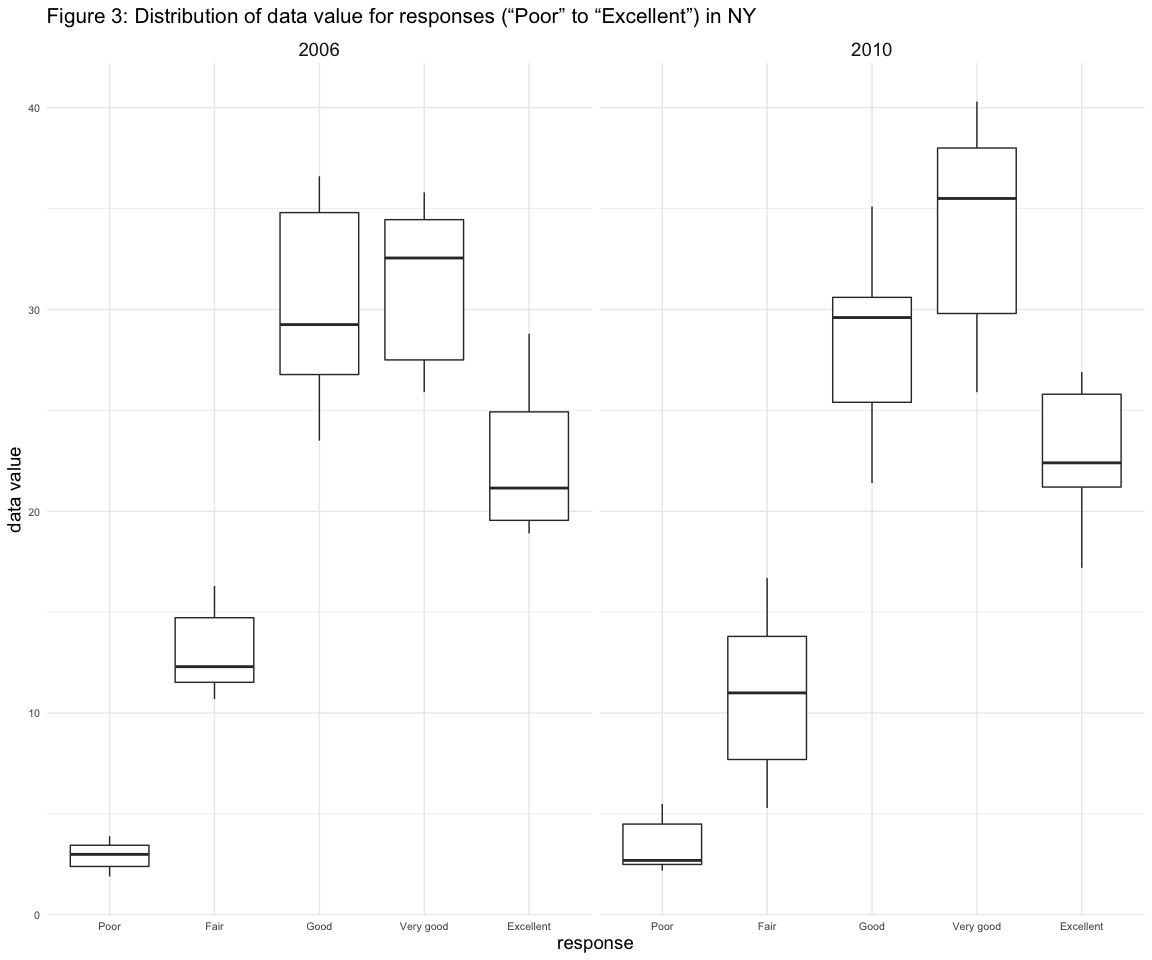 Figure 3: Distribution of data value for responses (“Poor” to “Excellent”) in NY
2006
2010
40
30
20
10
0
data value
Poor
Fair
Good
Very good
Excellent
Poor
Fair
Good
Very good
Excellent
response